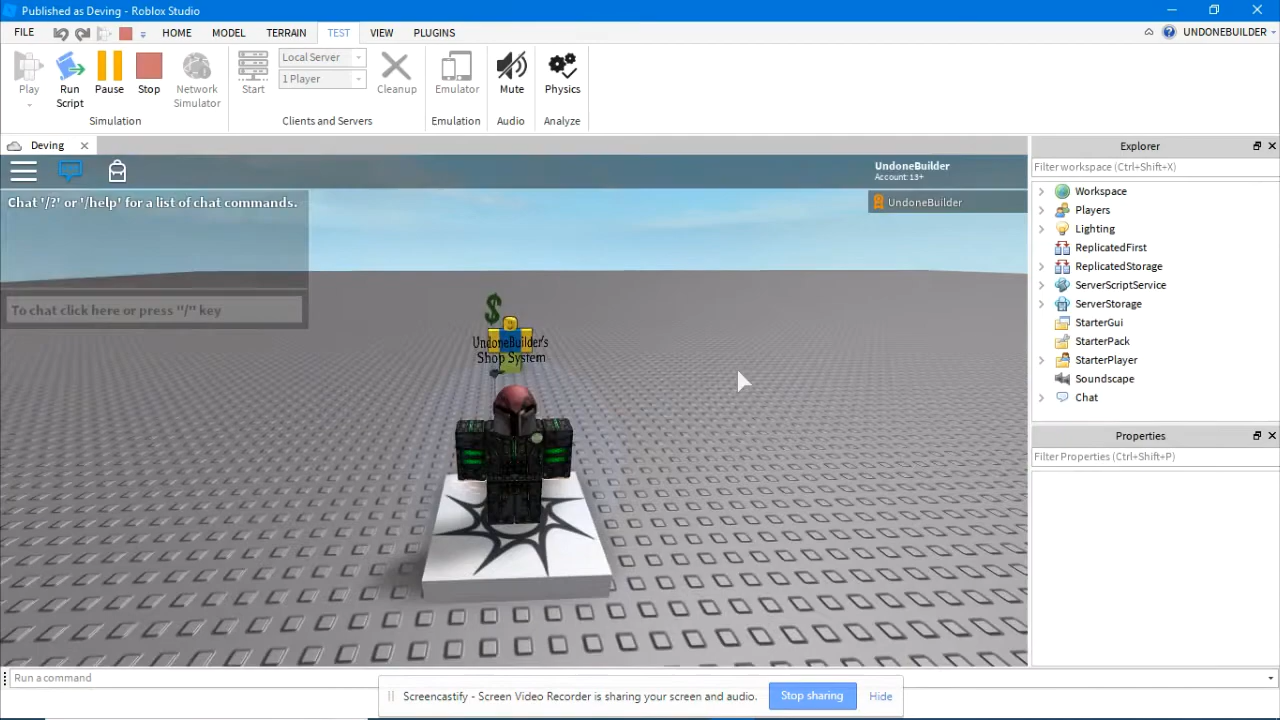 Published as Deving - Roblox Studio
FILE HOME MODEL TERRAIN TEST VIEW PLUGINS UNDONEBUILDER
Play
Run Script
Pause
Stop
Network Simulator
Simulation
Start
Local Server
1 Player
Cleanup
Clients and Servers
Emulator
Emulation
Mute
Audio
Physics
Analyze
Deving
UndoneBuilder
Account: 13+
UndoneBuilder
Chat '/?' or '/help' for a list of chat commands.
To chat click here or press "/" key
$
UndoneBuilder's
Shop System
Explorer
Filter workspace (Ctrl+Shift+X)
Workspace
Players
Lighting
ReplicatedFirst
ReplicatedStorage
ServerScriptService
ServerStorage
StarterGui
StarterPack
StarterPlayer
Soundscape
Chat
Properties
Filter Properties (Ctrl+Shift+P)
Run a command
Screencastify - Screen Video Recorder is sharing your screen and audio. Stop sharing Hide